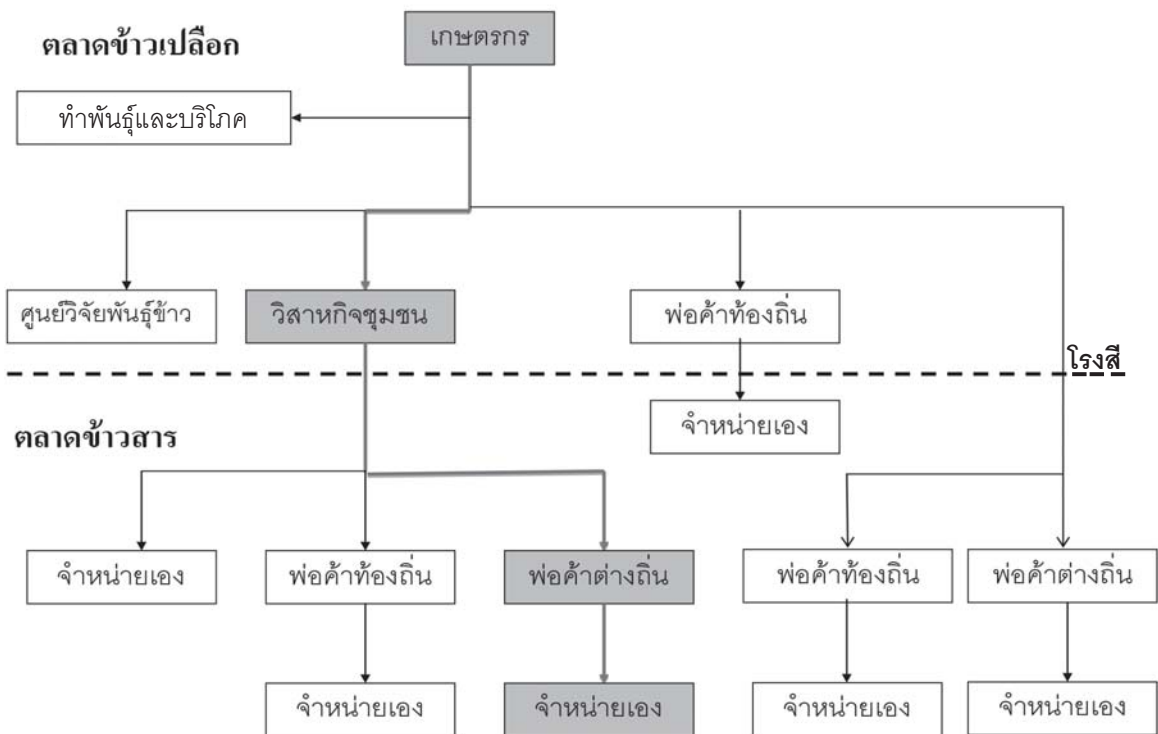 เกษตรกร
ตลาดข้าวเปลือก
ทำพันธุ์และบริโภค
ศูนย์วิจัยพันธุ์ข้าว
วิสาหกิจชุมชน
พ่อค้าท้องถิ่น
โรงสี
จำหน่ายเอง
ตลาดข้าวสาร
จำหน่ายเอง
พ่อค้าท้องถิ่น
พ่อค้าต่างถิ่น
พ่อค้าท้องถิ่น
พ่อค้าต่างถิ่น
จำหน่ายเอง
จำหน่ายเอง
จำหน่ายเอง
จำหน่ายเอง